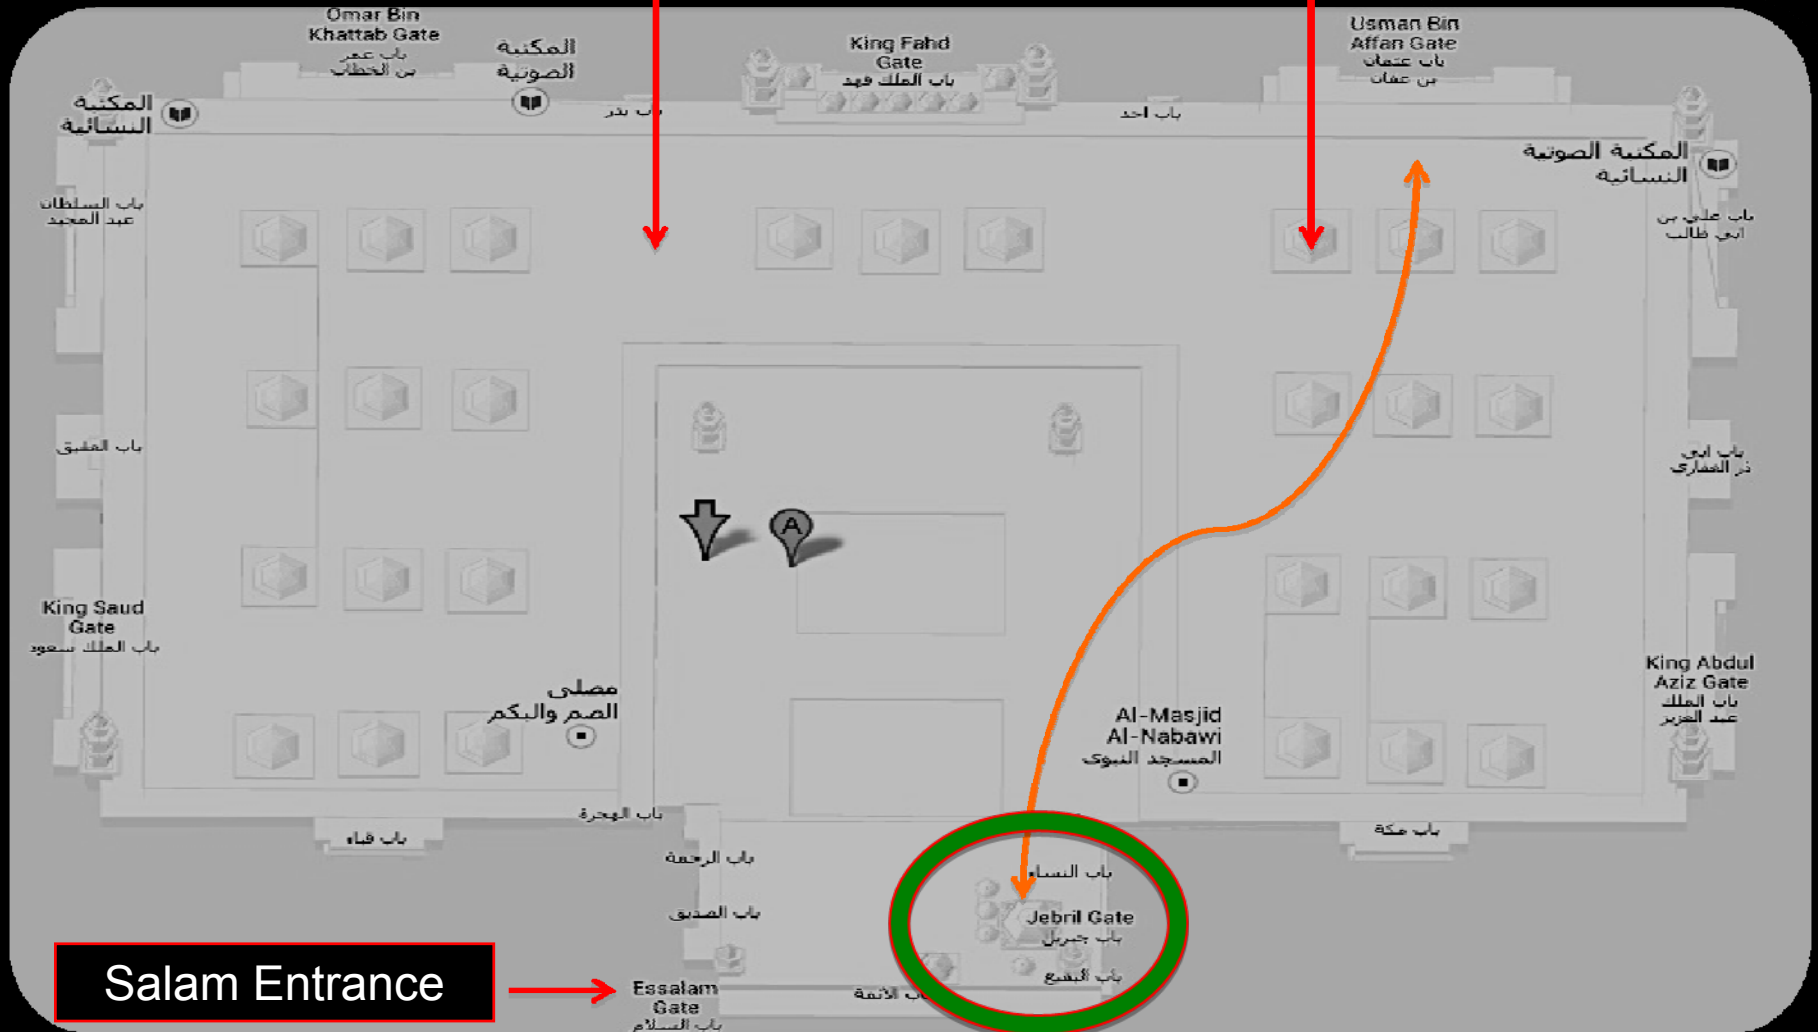 Omar Bin
Khattab Gate
باب عمر
بن الخطاب
المكتبة
الصوتية
King Fahd
Gate
باب الملك فهد
Usman Bin
Affan Gate
باب عثمان
بن عفان
المكتبة
النسائية
باب بدر
باب احد
المكتبة الصوتية
النسائية
باب السلطان
عبد المجيد
باب علي بن
ابي طالب
باب العقيق
باب ابي
ذر الغفاري
A
King Saud
Gate
باب الملك سعود
King Abdul
Aziz Gate
باب الملك
عبد العزيز
مصلى
الصم والبكم
Al-Masjid
Al-Nabawi
المسجد النبوي
باب الهجرة
باب قباء
باب مكة
باب الرحمة
باب النساء
باب الصديق
Jebril Gate
باب جبريل
باب البقيع
Salam Entrance
Essalam
Gate
باب السلام